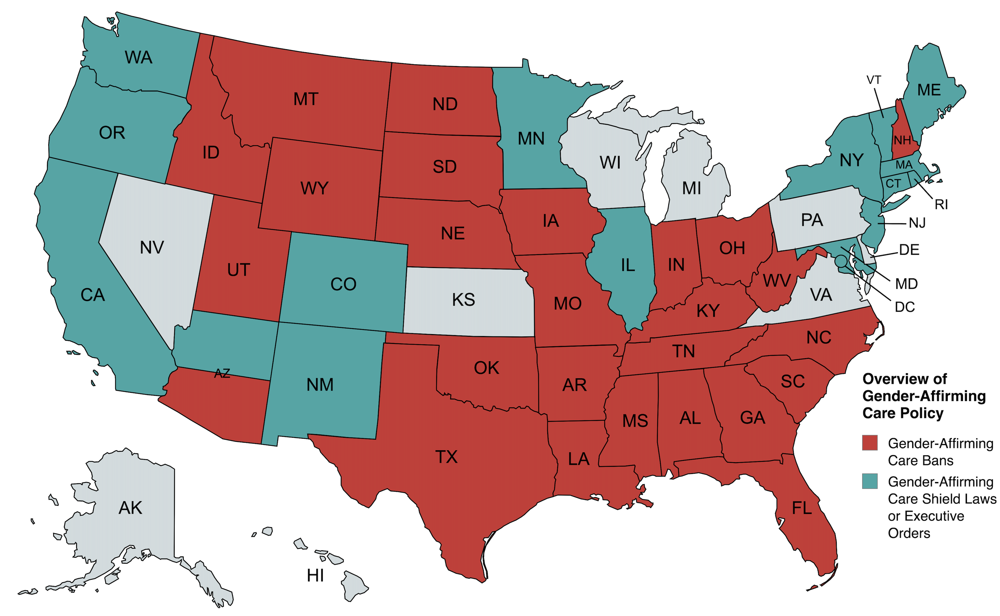 WA
OR
CA
NV
ID
MT
WY
UT
AZ
CO
NM
ND
SD
NE
KS
OK
TX
MN
IA
MO
AR
LA
WI
IL
MI
IN
OH
KY
TN
MS
AL
GA
FL
SC
NC
VA
WV
PA
NY
VT
NH
ME
MA
CT
RI
NJ
DE
MD
DC
AK
HI
Overview of
Gender-Affirming
Care Policy
Gender-Affirming
Care Bans
Gender-Affirming
Care Shield Laws
or Executive
Orders